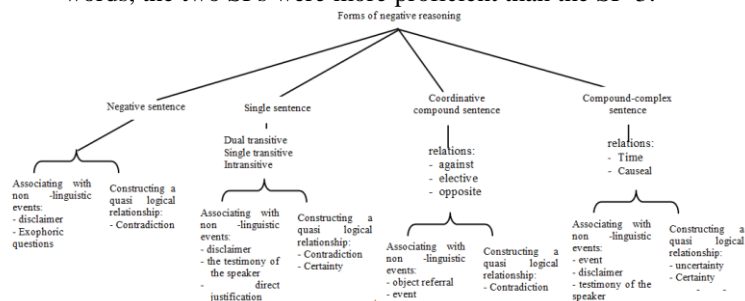 words, the two SPs were more proficient than the SP
Forms of negative reasoning
Negative sentence
Single sentence
Coordinative
compound sentence
Compound-complex
sentence
Dual transitive
Single transitive
Intransitive
relations:
- against
- elective
- opposite
relations:
- Time
- Causeal
Associating with
non -linguistic
events:
- disclaimer
- Exophoric
questions
Constructing a
quasi logical
relationship:
- Contradiction
Associating with
non -linguistic
events:
- disclaimer
- the testimony of
the speaker
- direct
justification
Constructing a
quasi logical
relationship:
- Contradiction
- Certainty
Associating with
non -linguistic
events:
- object referral
- event
Constructing a
quasi logical
relationship:
- Contradiction
Associating with
non -linguistic
events:
- event
- disclaimer
- testimony of the
speaker
Constructing a
quasi logical
relationship:
- uncertainty
- Certainty